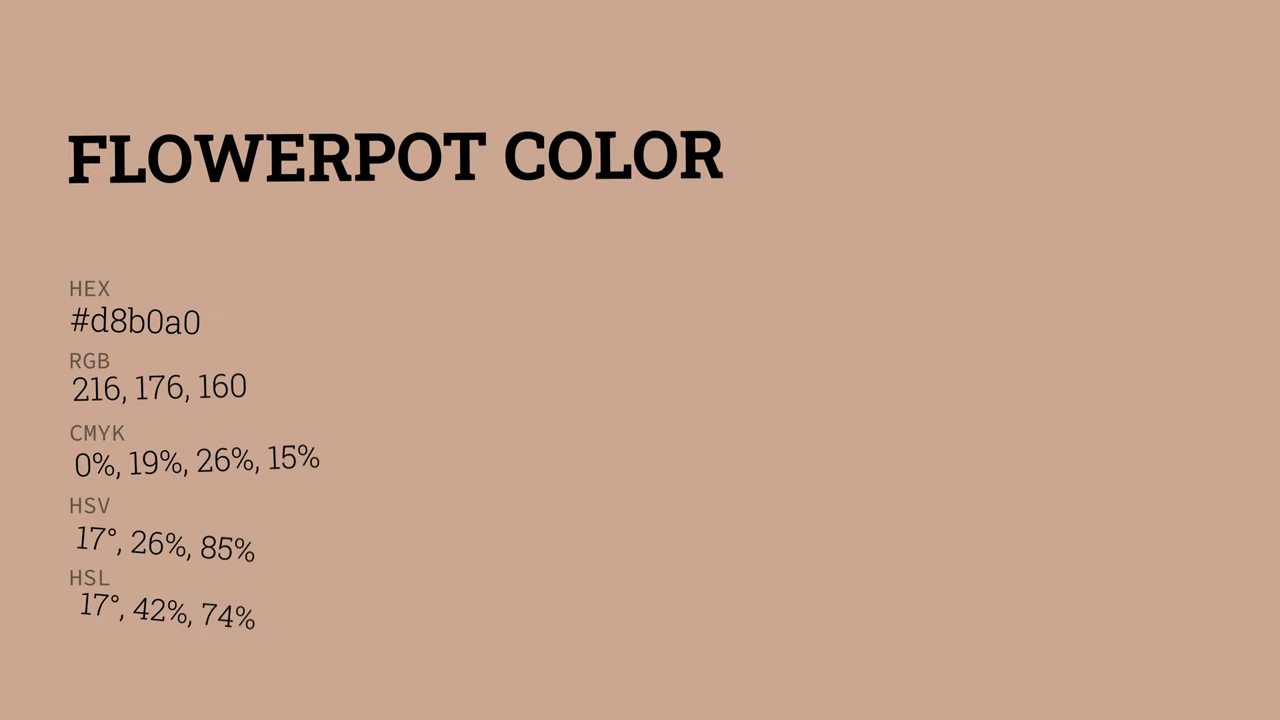 FLOWERPOT COLOR
HEX
#d8b0a0
RGB
216, 176, 160
CMYK
0%, 19%, 26%, 15%
HSV
17°, 26%, 85%
HSL
17°, 42%, 74%